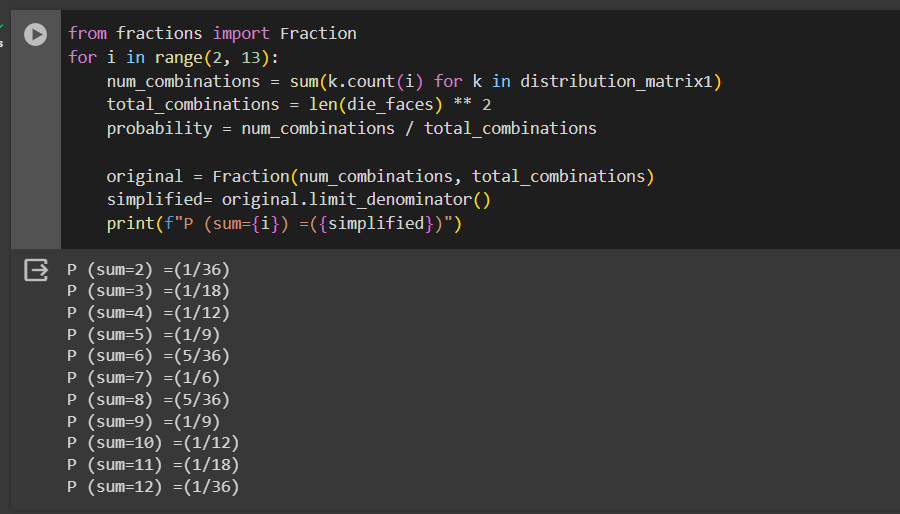 from fractions import Fraction
for i in range(2, 13):
    num_combinations = sum(k.count(i) for k in distribution_matrix1)
    total_combinations = len(die_faces) ** 2
    probability = num_combinations / total_combinations

    original = Fraction(num_combinations, total_combinations)
    simplified= original.limit_denominator()
    print(f"P (sum={i}) =({simplified})")
P (sum=2) =(1/36)
P (sum=3) =(1/18)
P (sum=4) =(1/12)
P (sum=5) =(1/9)
P (sum=6) =(5/36)
P (sum=7) =(1/6)
P (sum=8) =(5/36)
P (sum=9) =(1/9)
P (sum=10) =(1/12)
P (sum=11) =(1/18)
P (sum=12) =(1/36)